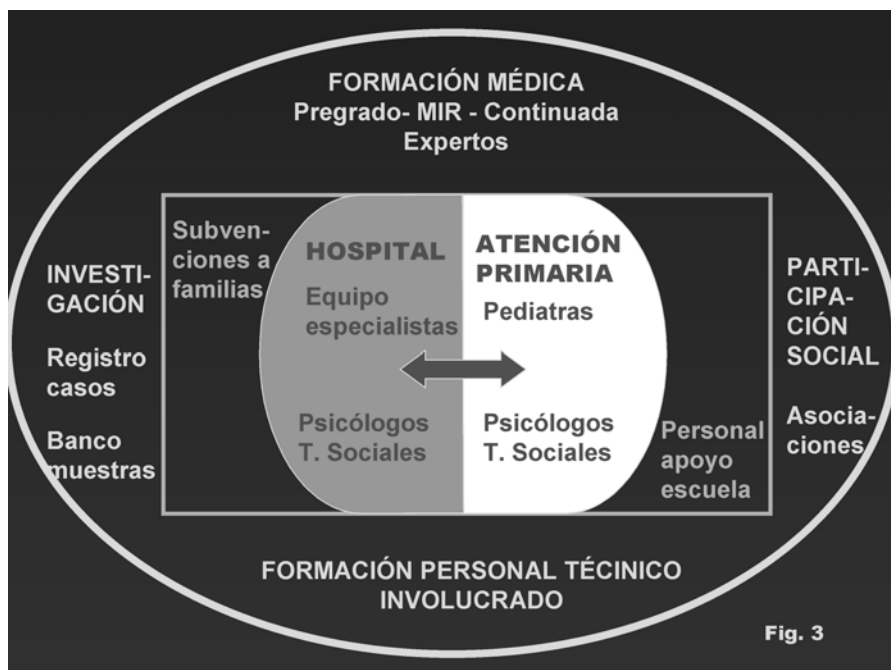 FORMACIÓN MÉDICA
Pregrado- MIR - Continuada
Expertos
Subven-
ciones a
familias
HOSPITAL
Equipo
especialistas
Psicólogos
T. Sociales
ATENCIÓN
PRIMARIA
Pediatras
Psicólogos
T. Sociales
Personal
apoyo
escuela
INVESTI-
GACIÓN
Registro
casos
Banco
muestras
PARTI-
CIPA-
CIÓN
SOCIAL
Asocia-
ciones
FORMACIÓN PERSONAL TÉCINICO
INVOLUCRADO
Fig. 3